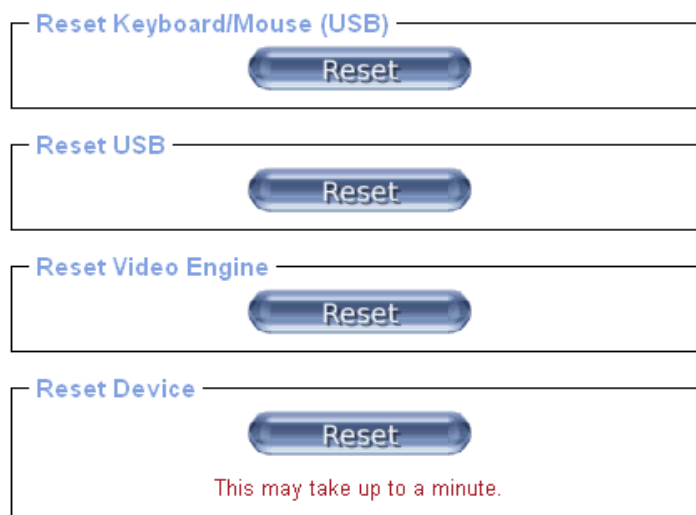 Reset Keyboard/Mouse (USB)
Reset
Reset USB
Reset
Reset Video Engine
Reset
Reset Device
Reset
This may take up to a minute.